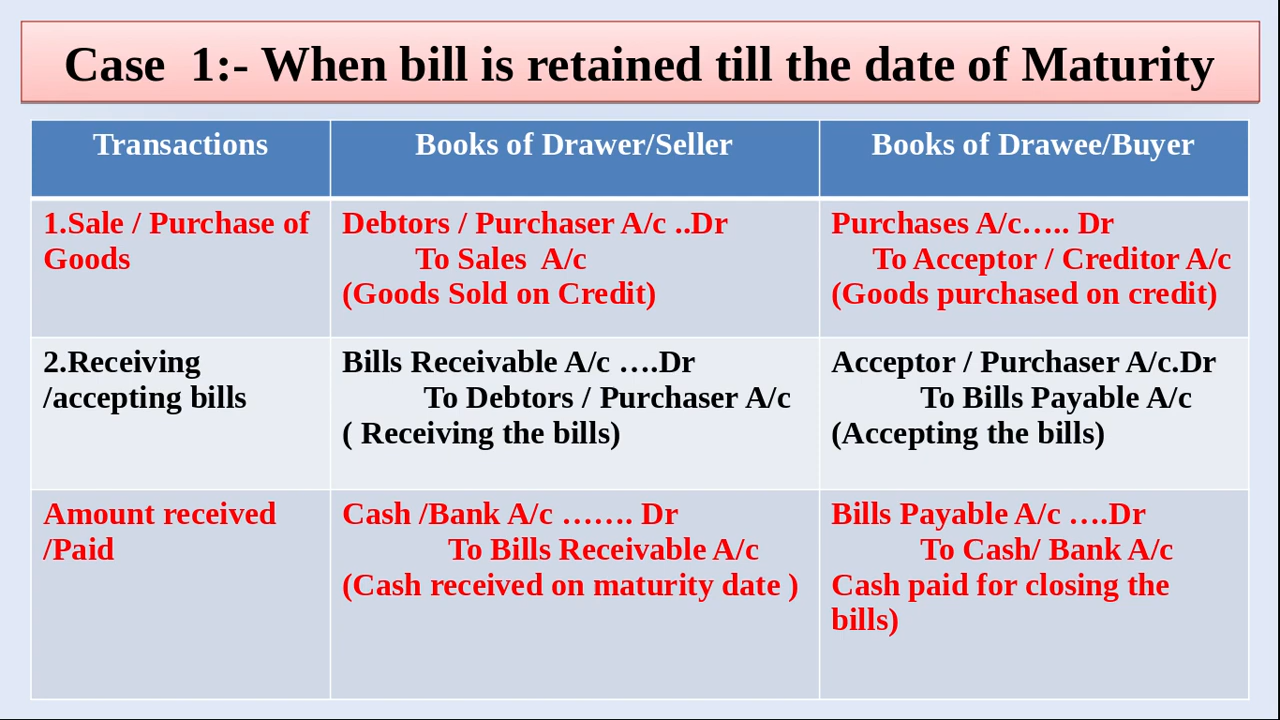 Case 1:- When bill is retained till the date of Maturity
Transactions
Books of Drawer/Seller
Books of Drawee/Buyer
1.Sale / Purchase of
Goods
Debtors / Purchaser A/c ..Dr
To Sales A/c
(Goods Sold on Credit)
Purchases A/c….. Dr
To Acceptor / Creditor A/c
(Goods purchased on credit)
2.Receiving
/accepting bills
Bills Receivable A/c ….Dr
To Debtors / Purchaser A/c
( Receiving the bills)
Acceptor / Purchaser A/c.Dr
To Bills Payable A/c
(Accepting the bills)
Amount received
/Paid
Cash /Bank A/c ……. Dr
To Bills Receivable A/c
(Cash received on maturity date )
Bills Payable A/c ….Dr
To Cash/ Bank A/c
Cash paid for closing the
bills)